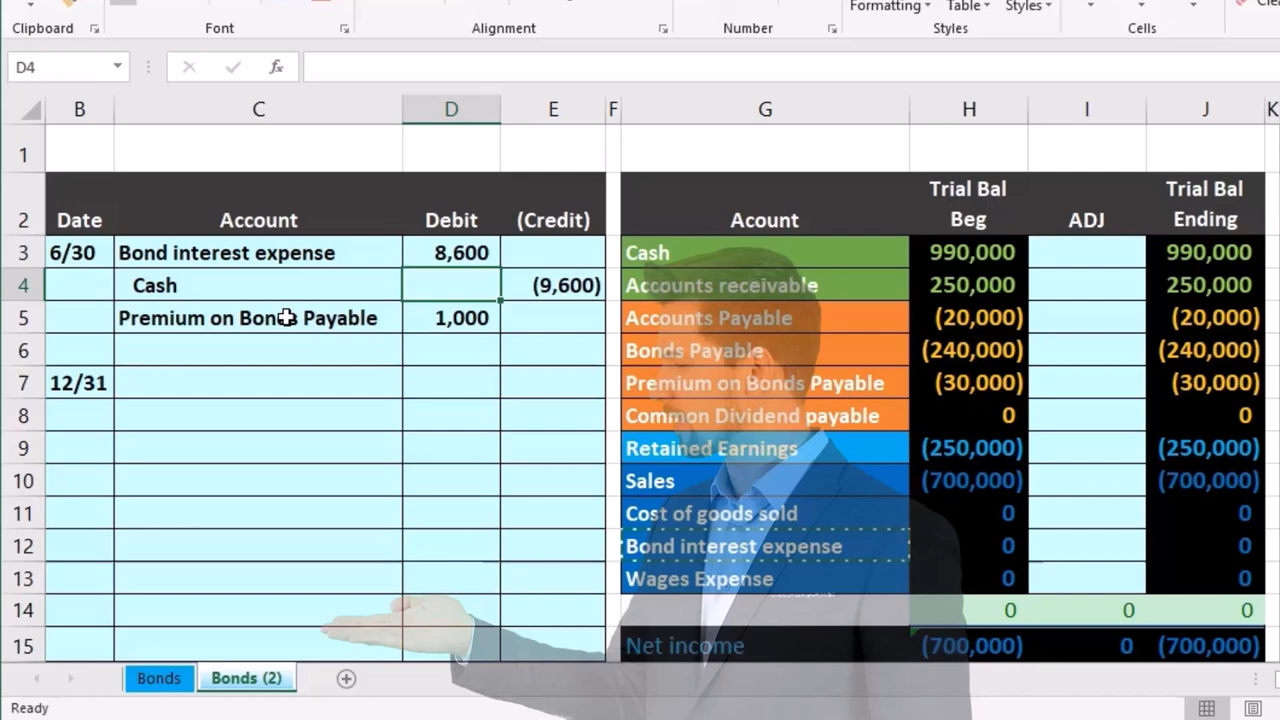 Formatting Table Styles
Clipboard Font Alignment Number Styles Cells
D4 fx
B C D E F G H I J K
1
2 Date Account Debit (Credit) Acount Trial Bal Beg ADJ Trial Bal Ending
3 6/30 Bond interest expense 8,600 Cash 990,000 990,000
4 Cash (9,600) Accounts receivable 250,000 250,000
5 Premium on Bonds Payable 1,000 Accounts Payable (20,000) (20,000)
6 Bonds Payable (240,000) (240,000)
7 12/31 Premium on Bonds Payable (30,000) (30,000)
8 Common Dividend payable 0 0
9 Retained Earnings (250,000) (250,000)
10 Sales (700,000) (700,000)
11 Cost of goods sold 0 0
12 Bond interest expense 0 0
13 Wages Expense 0 0
14 0 0 0
15 Net income (700,000) 0 (700,000)
Bonds Bonds (2)
Ready